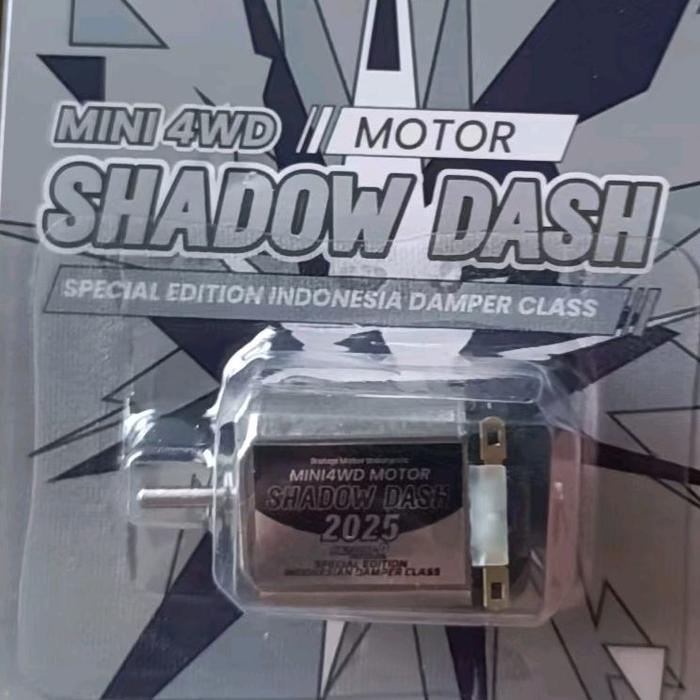 MINI 4WD MOTOR
SHADOW DASH
SPECIAL EDITION INDONESIA DAMPER CLASS
MINI4WD MOTOR
SHADOW DASH
2025
SPECIAL EDITION
INDONESIAN DAMPER CLASS